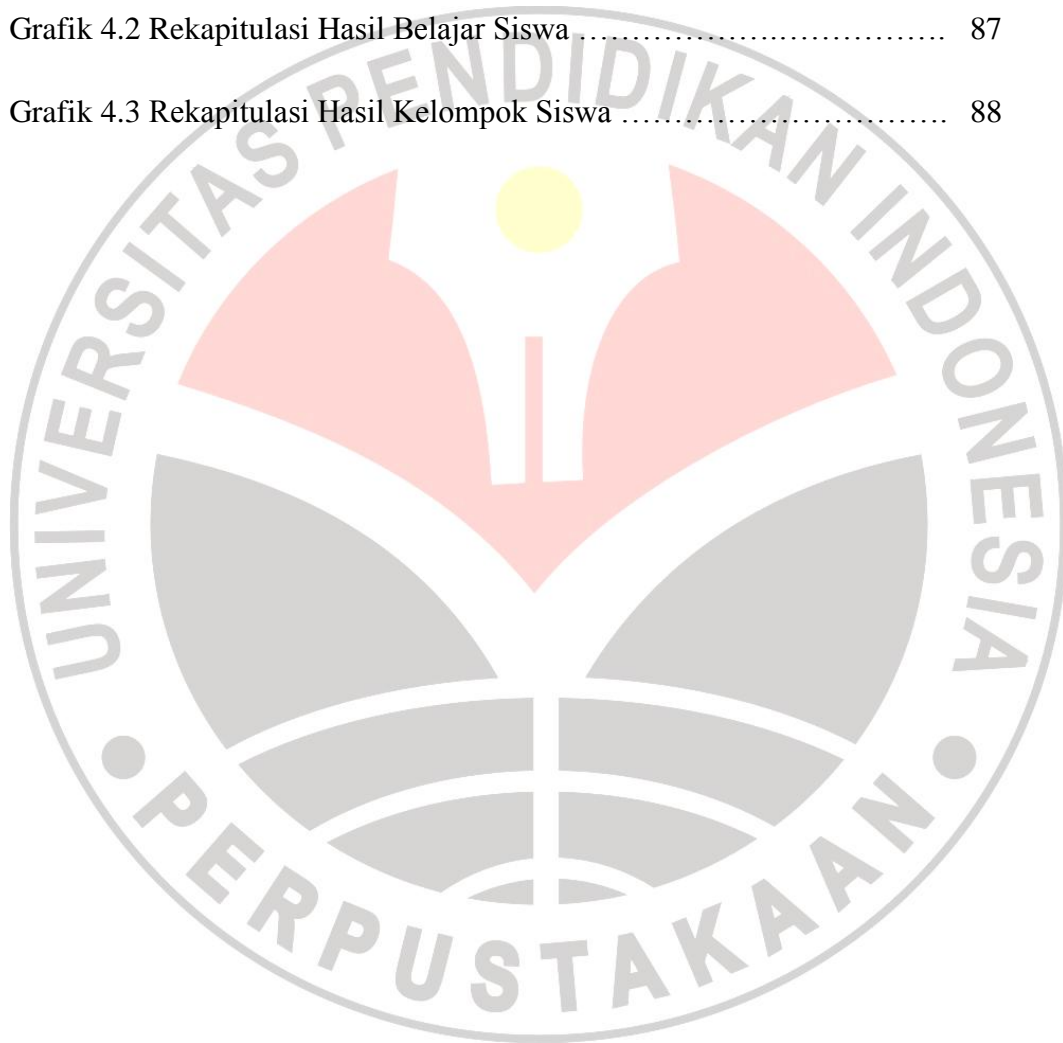 Grafik 4.2 Rekapitulasi Hasil Belajar Siswa ……………….……………. 87
Grafik 4.3 Rekapitulasi Hasil Kelompok Siswa …………………………. 88
UNIVERSITAS PENDIDIKAN INDONESIA
PERPUSTAKAAN